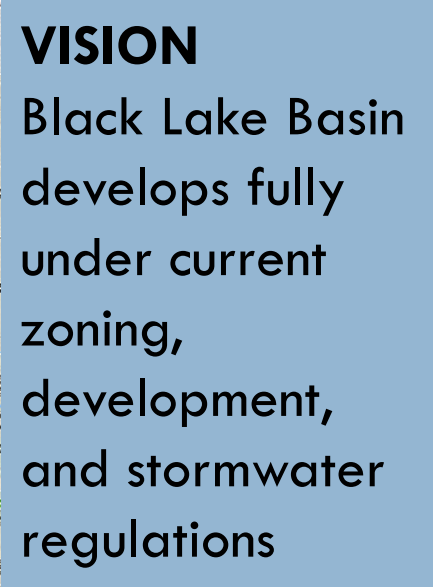 VISION
Black Lake Basin
develops fully
under current
zoning,
development,
and stormwater
regulations